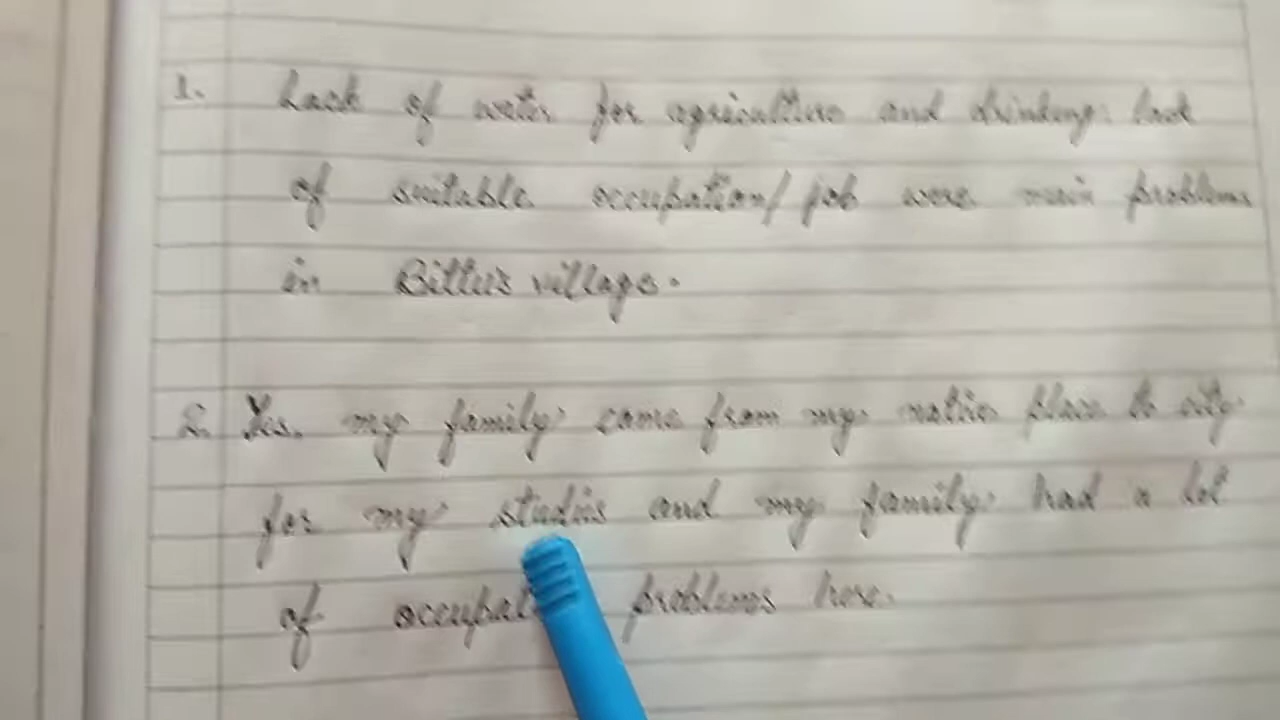 1. Lack of water for agriculture and drinking. lack
of suitable occupation/ job were main problems
in Bittu's village.
2. Yes. my family came from my native place to city
for my studies and my family had a lot
of problems here.